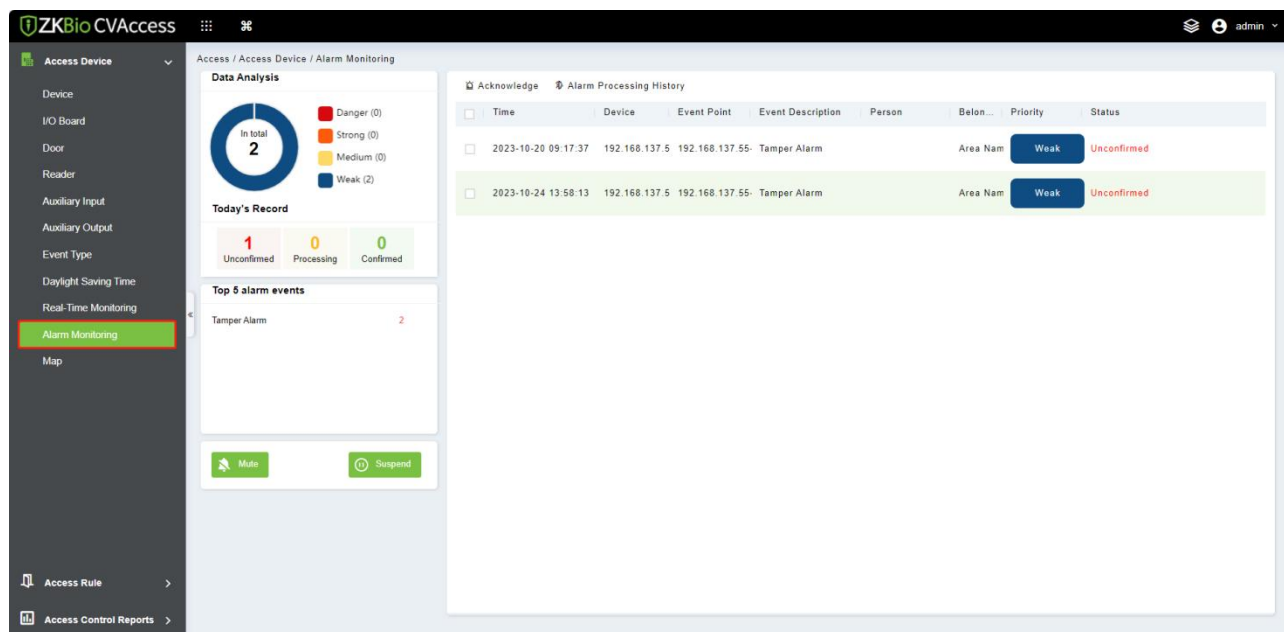 ZKBio CVAccess
admin
Access Device
Device
I/O Board
Door
Reader
Auxiliary Input
Auxiliary Output
Event Type
Daylight Saving Time
Real-Time Monitoring
Alarm Monitoring
Map
Access Rule
Access Control Reports
Access / Access Device / Alarm Monitoring
Data Analysis
In total
2
Danger (0)
Strong (0)
Medium (0)
Weak (2)
Today's Record
1 0 0
Unconfirmed Processing Confirmed
Top 5 alarm events
Tamper Alarm 2
Mute Suspend
Acknowledge Alarm Processing History
Time Device Event Point Event Description Person Belon... Priority Status
2023-10-20 09:17:37 192.168.137.5 192.168.137.55- Tamper Alarm Area Nam Weak Unconfirmed
2023-10-24 13:58:13 192.168.137.5 192.168.137.55- Tamper Alarm Area Nam Weak Unconfirmed